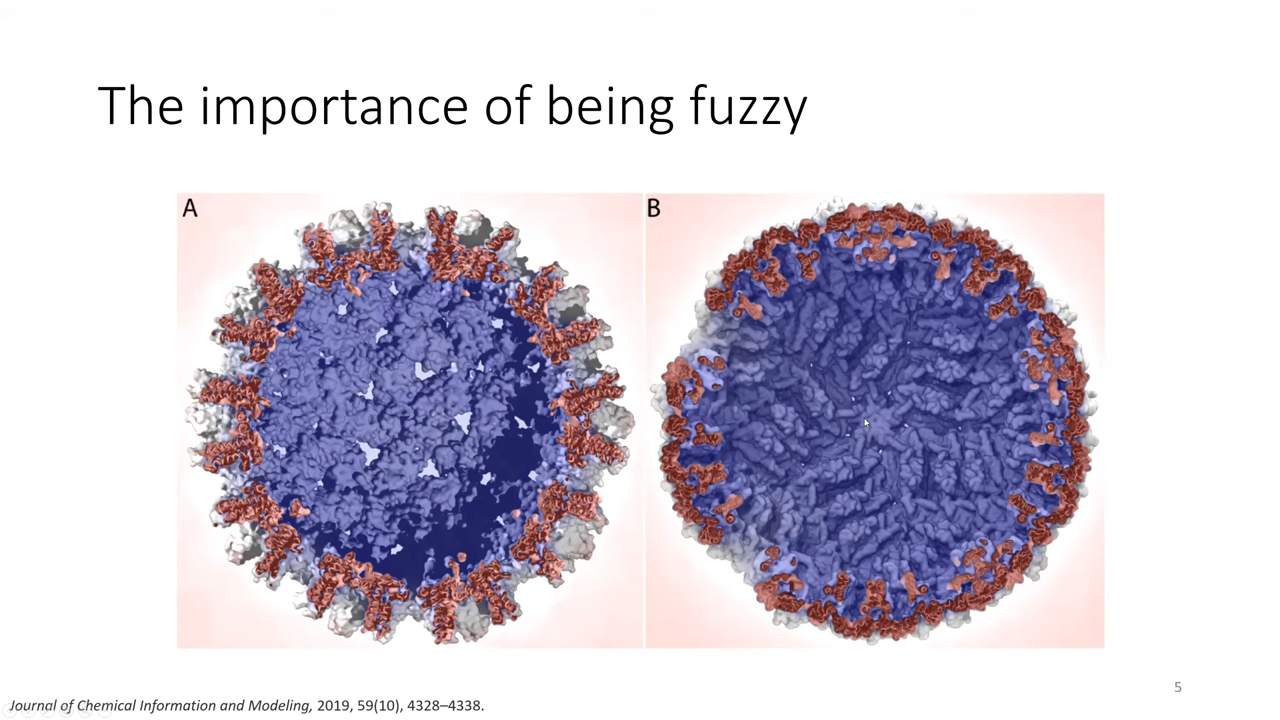 The importance of being fuzzy
A
B
5
Journal of Chemical Information and Modeling, 2019, 59(10), 4328–4338.